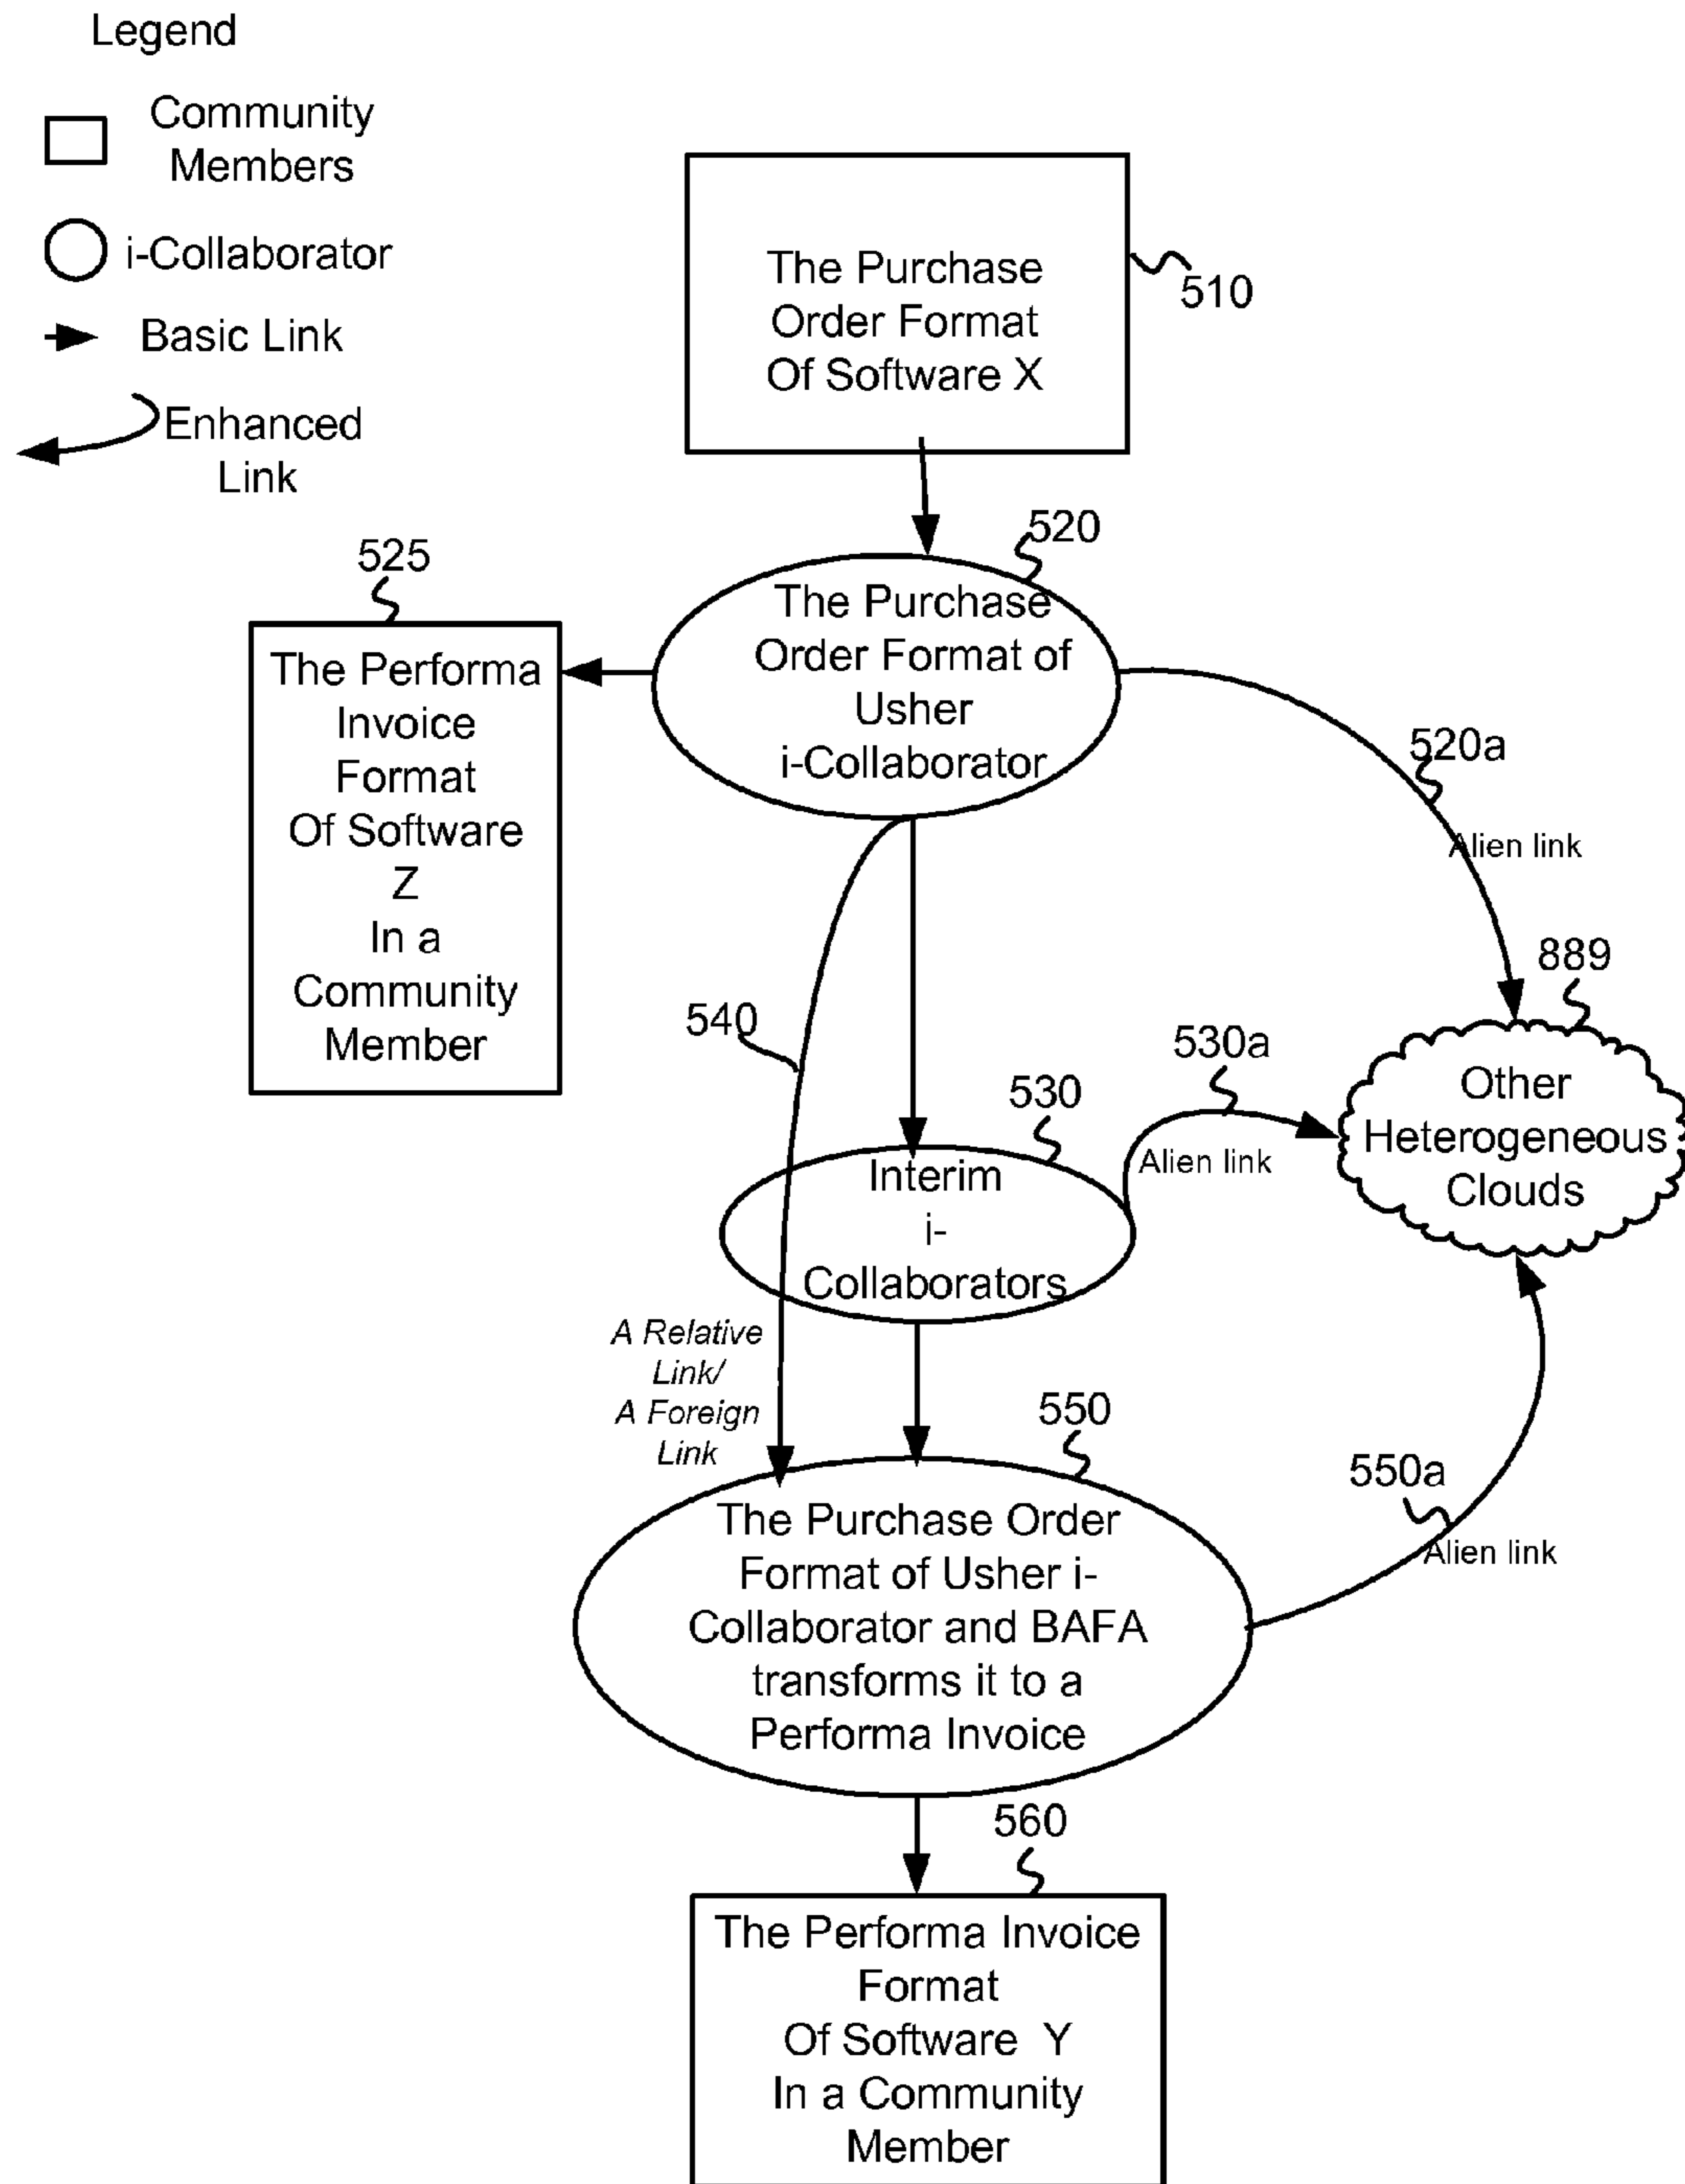 Legend
Community
Members
i-Collaborator
Basic Link
Enhanced
Link
The Purchase
Order Format
Of Software X
510
520
The Purchase
Order Format of
Usher
i-Collaborator
525
The Performa
Invoice
Format
Of Software
Z
In a
Community
Member
520a
Alien link
889
Other
Heterogeneous
Clouds
540
530a
Alien link
530
Interim
i-
Collaborators
A Relative
Link/
A Foreign
Link
550
The Purchase Order
Format of Usher i-
Collaborator and BAFA
transforms it to a
Performa Invoice
550a
Alien link
560
The Performa Invoice
Format
Of Software Y
In a Community
Member